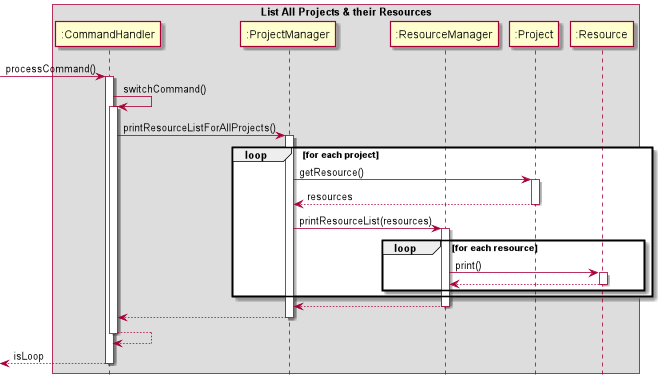 List All Projects & their Resources
:CommandHandler
:ProjectManager
:ResourceManager
:Project
:Resource
processCommand()
switchCommand()
printResourceListForAllProjects()
loop
[for each project]
getResource()
resources
printResourceList(resources)
loop
[for each resource]
print()
isLoop